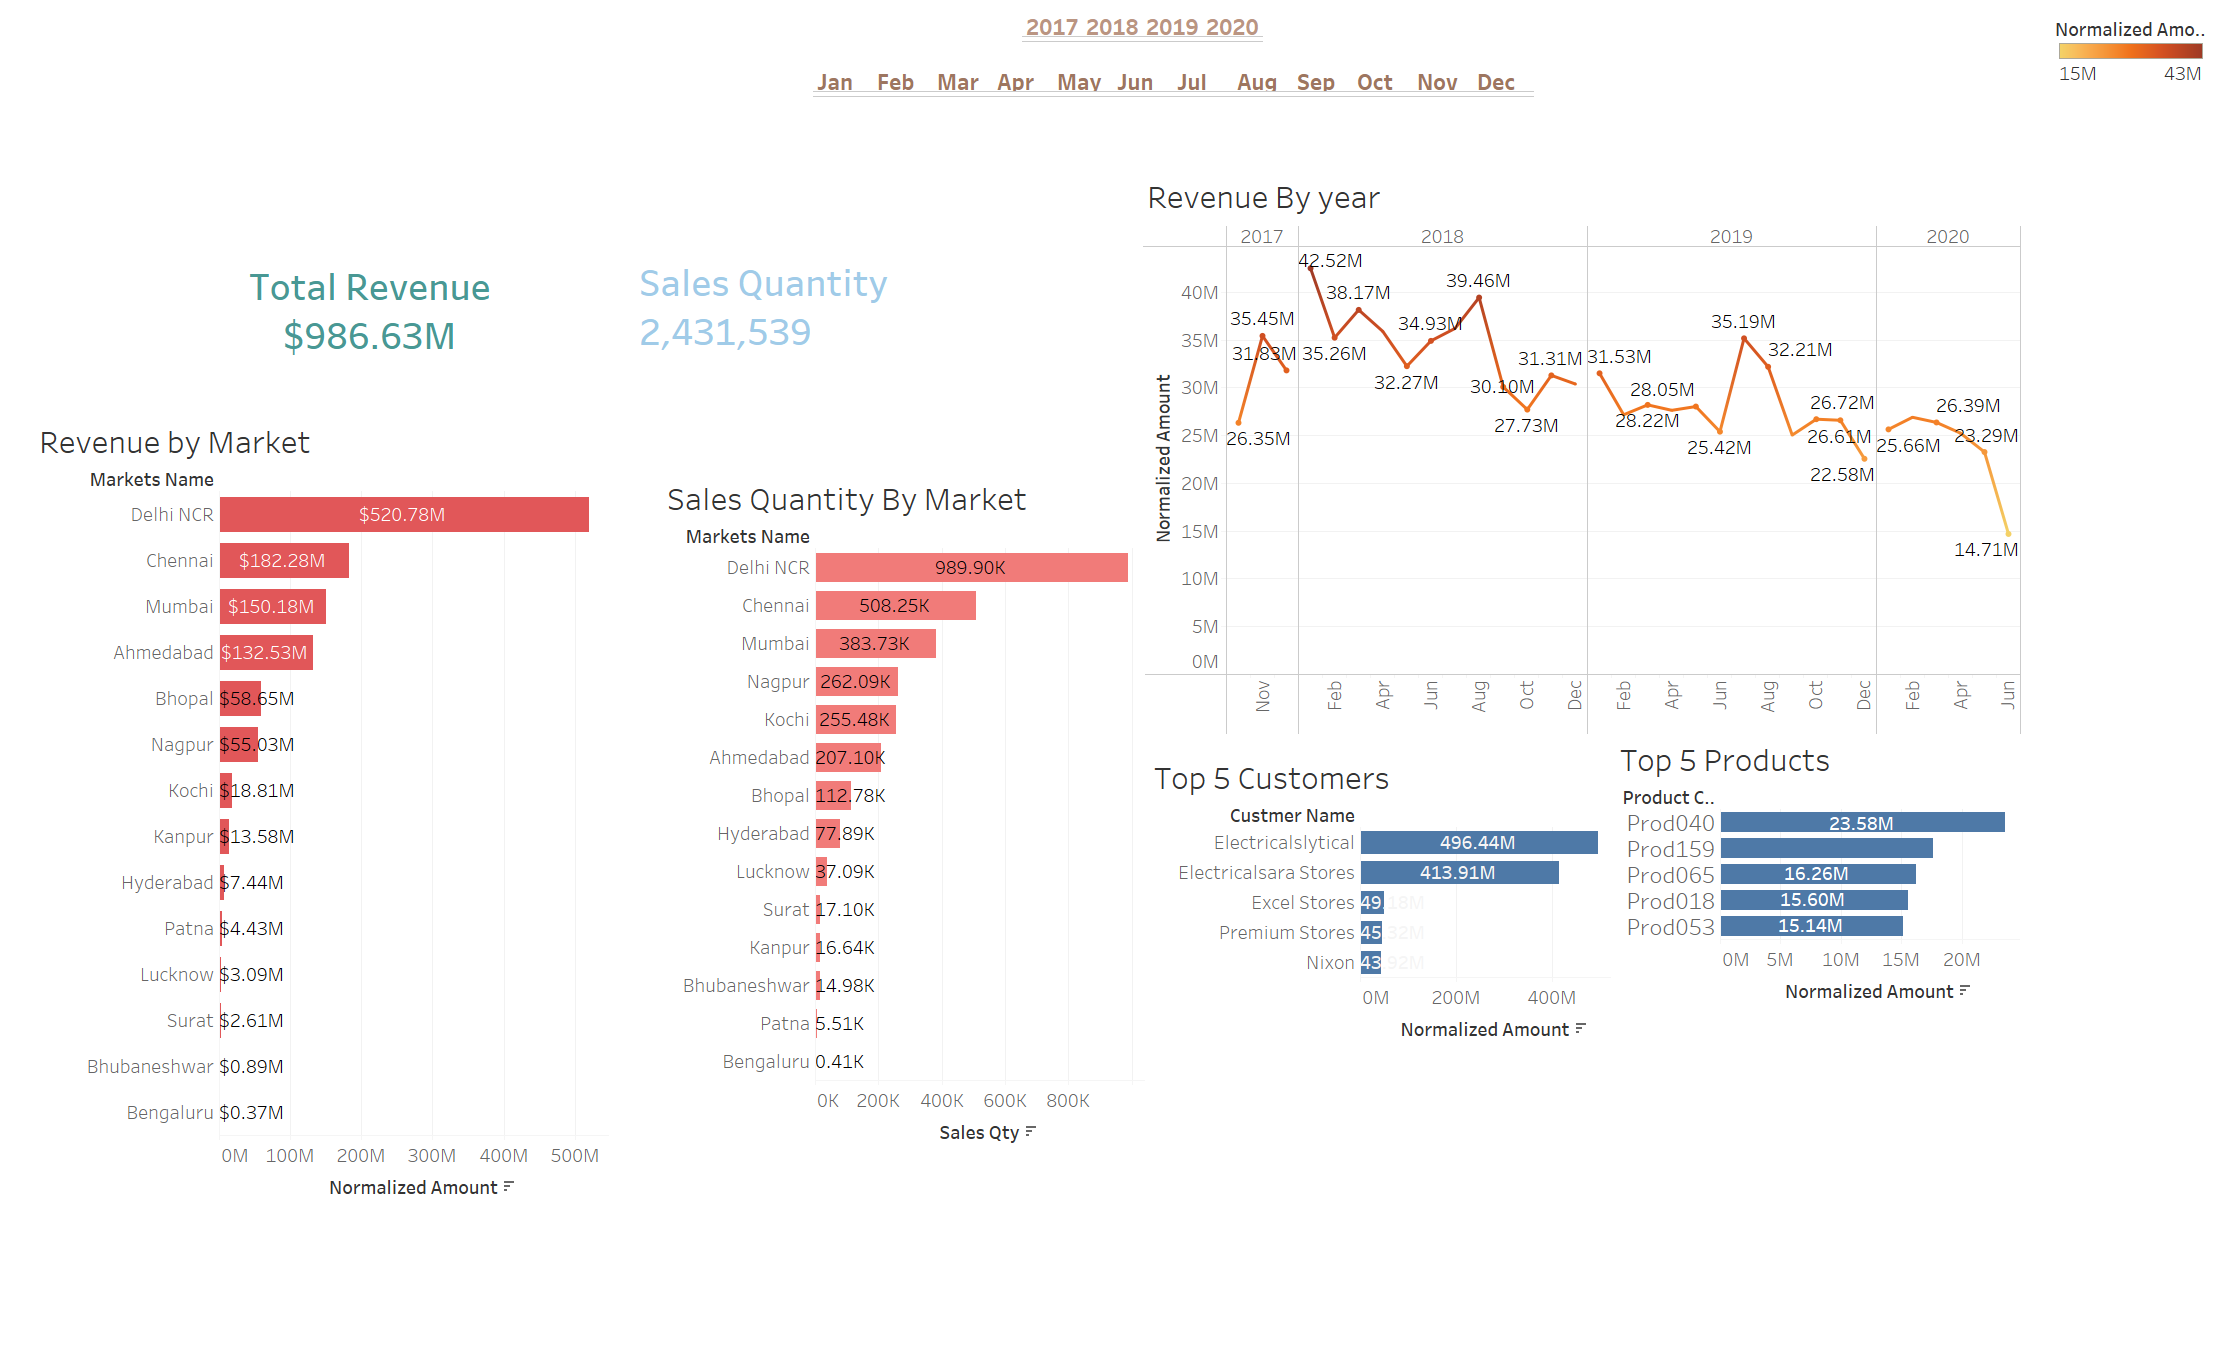 2017 2018 2019 2020
Jan Feb Mar Apr May Jun Jul Aug Sep Oct Nov Dec
Normalized Amo..
15M 43M
Total Revenue
$986.63M
Sales Quantity
2,431,539
Revenue by Market
Markets Name
Delhi NCR $520.78M
Chennai $182.28M
Mumbai $150.18M
Ahmedabad $132.53M
Bhopal $58.65M
Nagpur $55.03M
Kochi $18.81M
Kanpur $13.58M
Hyderabad $7.44M
Patna $4.43M
Lucknow $3.09M
Surat $2.61M
Bhubaneshwar $0.89M
Bengaluru $0.37M
0M 100M 200M 300M 400M 500M
Normalized Amount
Sales Quantity By Market
Markets Name
Delhi NCR 989.90K
Chennai 508.25K
Mumbai 383.73K
Nagpur 262.09K
Kochi 255.48K
Ahmedabad 207.10K
Bhopal 112.78K
Hyderabad 77.89K
Lucknow 37.09K
Surat 17.10K
Kanpur 16.64K
Bhubaneshwar 14.98K
Patna 5.51K
Bengaluru 0.41K
0K 200K 400K 600K 800K
Sales Qty
Revenue By year
2017 2018 2019 2020
Normalized Amount
40M
35M
30M
25M
20M
15M
10M
5M
0M
26.35M
35.45M
31.83M
42.52M
35.26M
38.17M
32.27M
34.93M
39.46M
30.10M
27.73M
31.31M
31.53M
28.22M
28.05M
25.42M
35.19M
32.21M
26.72M
26.61M
22.58M
25.66M
26.39M
23.29M
14.71M
Nov Feb Apr Jun Aug Oct Dec Feb Apr Jun Aug Oct Dec Feb Apr Jun
Top 5 Customers
Custmer Name
Electricalslytical 496.44M
Electricalsara Stores 413.91M
Excel Stores 49.18M
Premium Stores 45.32M
Nixon 43.92M
0M 200M 400M
Normalized Amount
Top 5 Products
Product C..
Prod040 23.58M
Prod159
Prod065 16.26M
Prod018 15.60M
Prod053 15.14M
0M 5M 10M 15M 20M
Normalized Amount